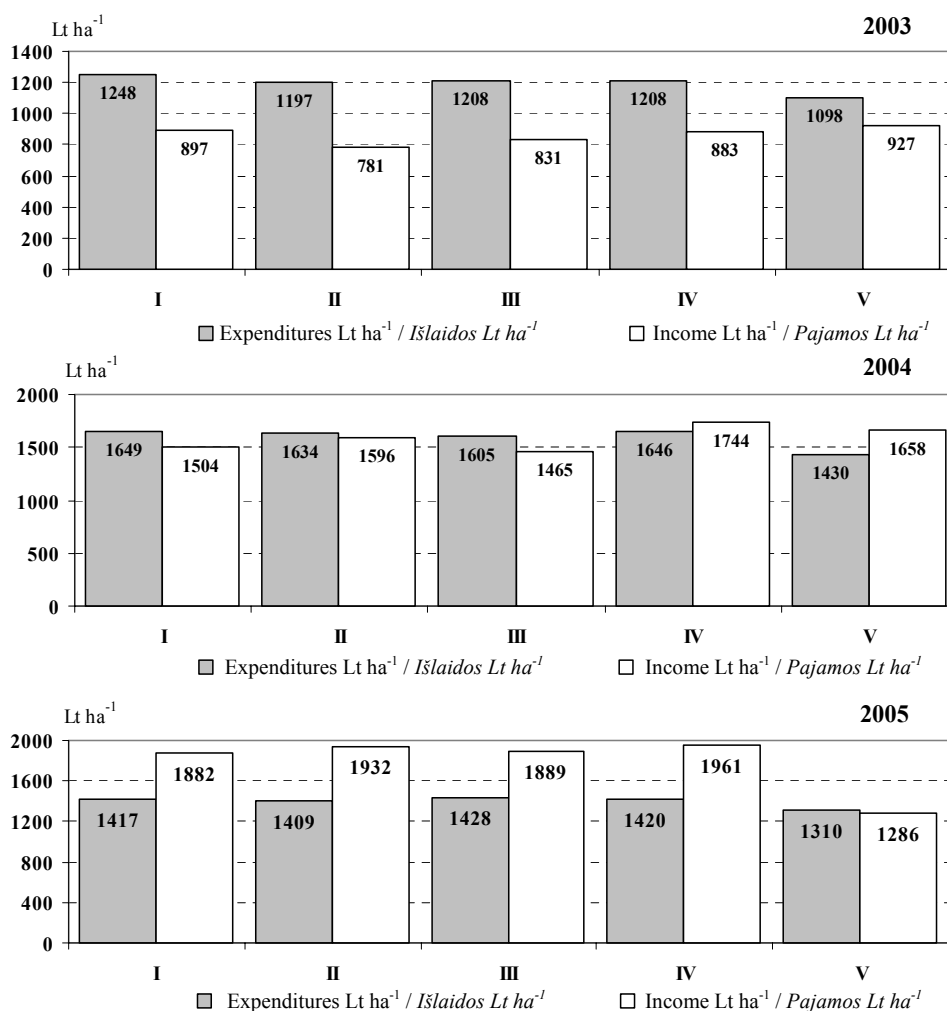 Lt ha⁻¹ 2003
1400
1200
1000
800
600
400
200
0
1248 897 1197 781 1208 831 1208 883 1098 927
I II III IV V
Expenditures Lt ha⁻¹ / Išlaidos Lt ha⁻¹ Income Lt ha⁻¹ / Pajamos Lt ha⁻¹
Lt ha⁻¹ 2004
2000
1500
1000
500
0
1649 1504 1634 1596 1605 1465 1646 1744 1430 1658
I II III IV V
Expenditures Lt ha⁻¹ / Išlaidos Lt ha⁻¹ Income Lt ha⁻¹ / Pajamos Lt ha⁻¹
Lt ha⁻¹ 2005
2000
1600
1200
800
400
0
1417 1882 1409 1932 1428 1889 1420 1961 1310 1286
I II III IV V
Expenditures Lt ha⁻¹ / Išlaidos Lt ha⁻¹ Income Lt ha⁻¹ / Pajamos Lt ha⁻¹